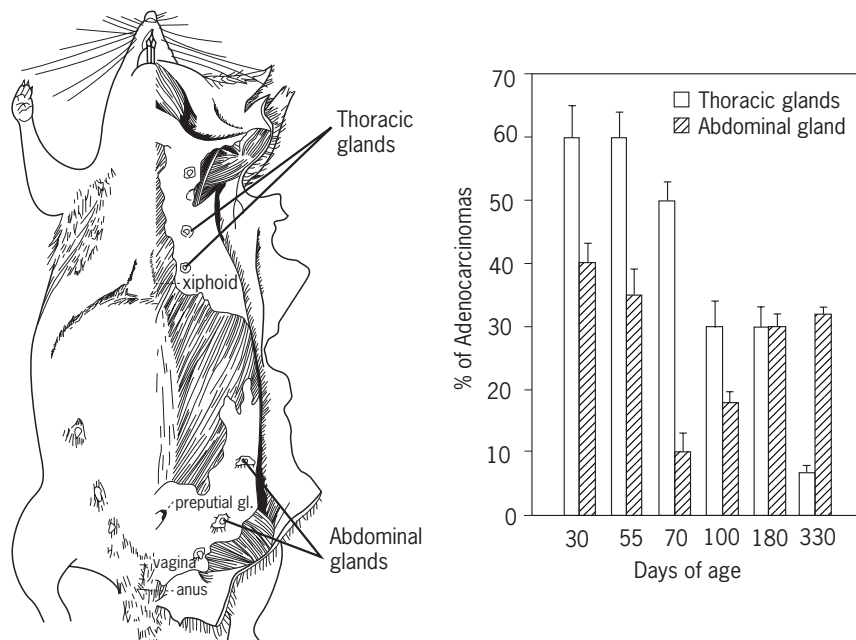 Thoracic
glands
xiphoid
preputial gl.
Abdominal
glands
vagina
anus
70
60
50
40
30
20
10
0
% of Adenocarcinomas
Thoracic glands
Abdominal gland
30 55 70 100 180 330
Days of age